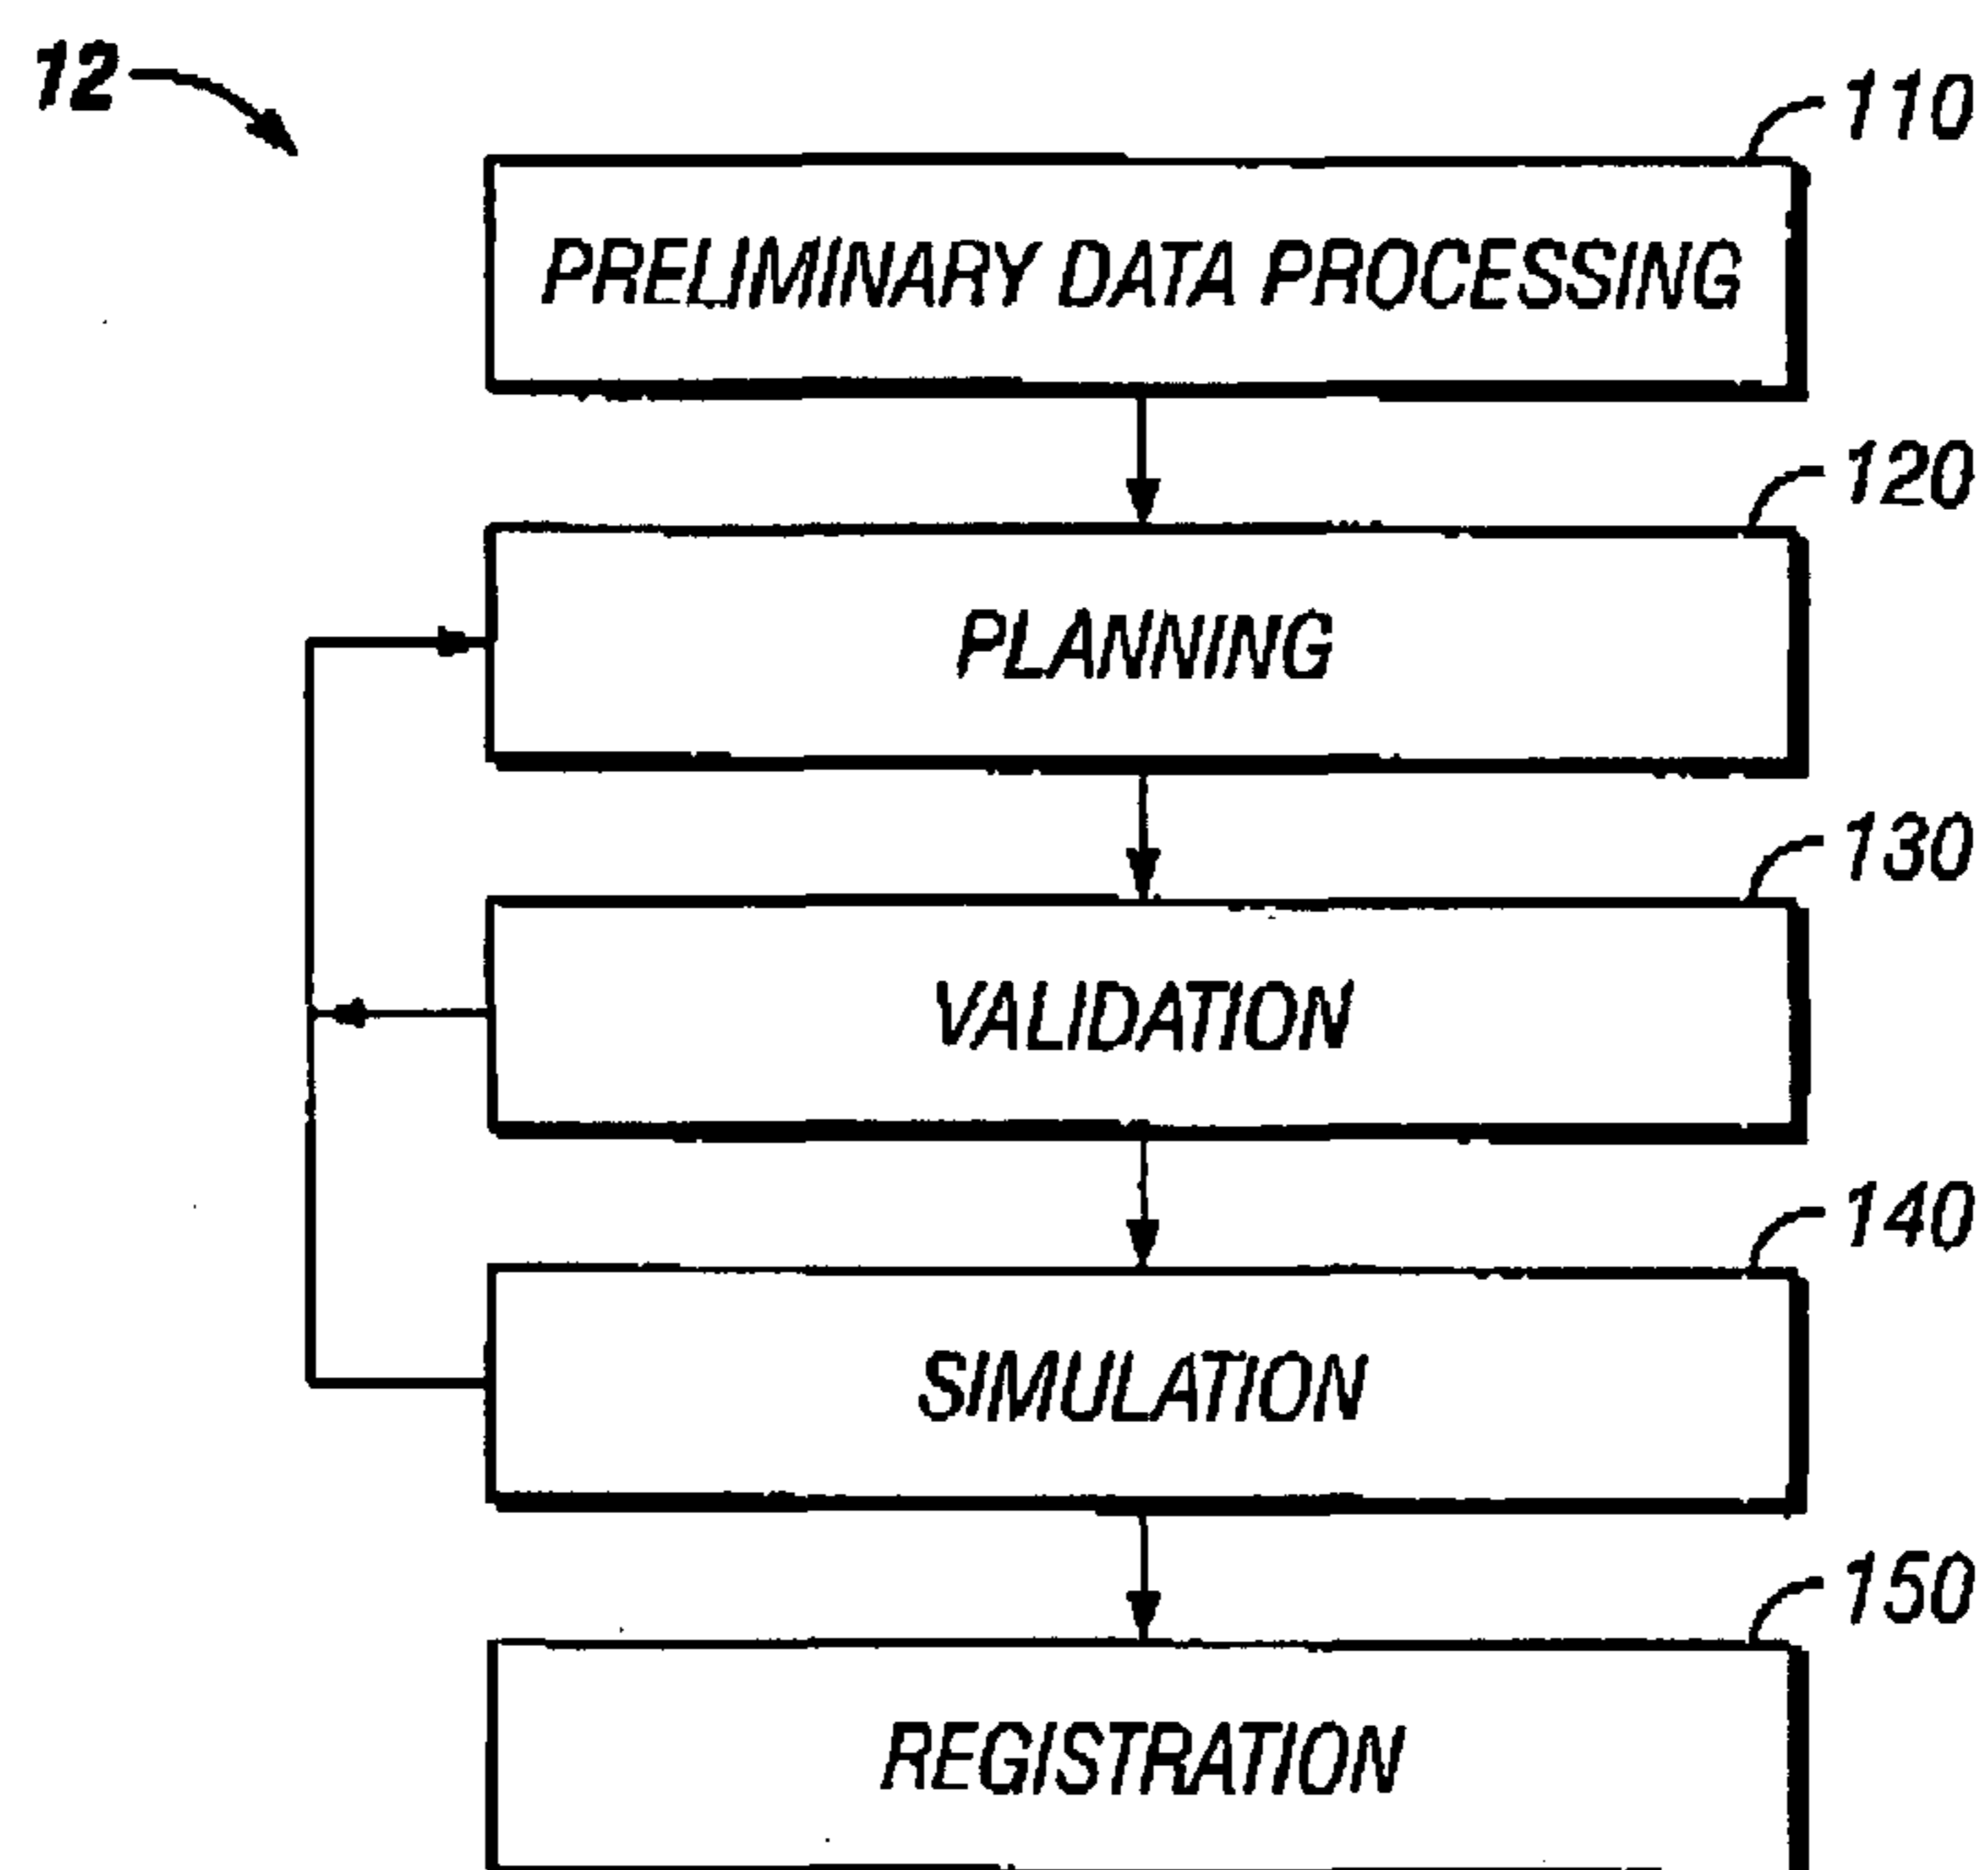 12
110
PRELIMINARY DATA PROCESSING
120
PLANNING
130
VALIDATION
140
SIMULATION
150
REGISTRATION